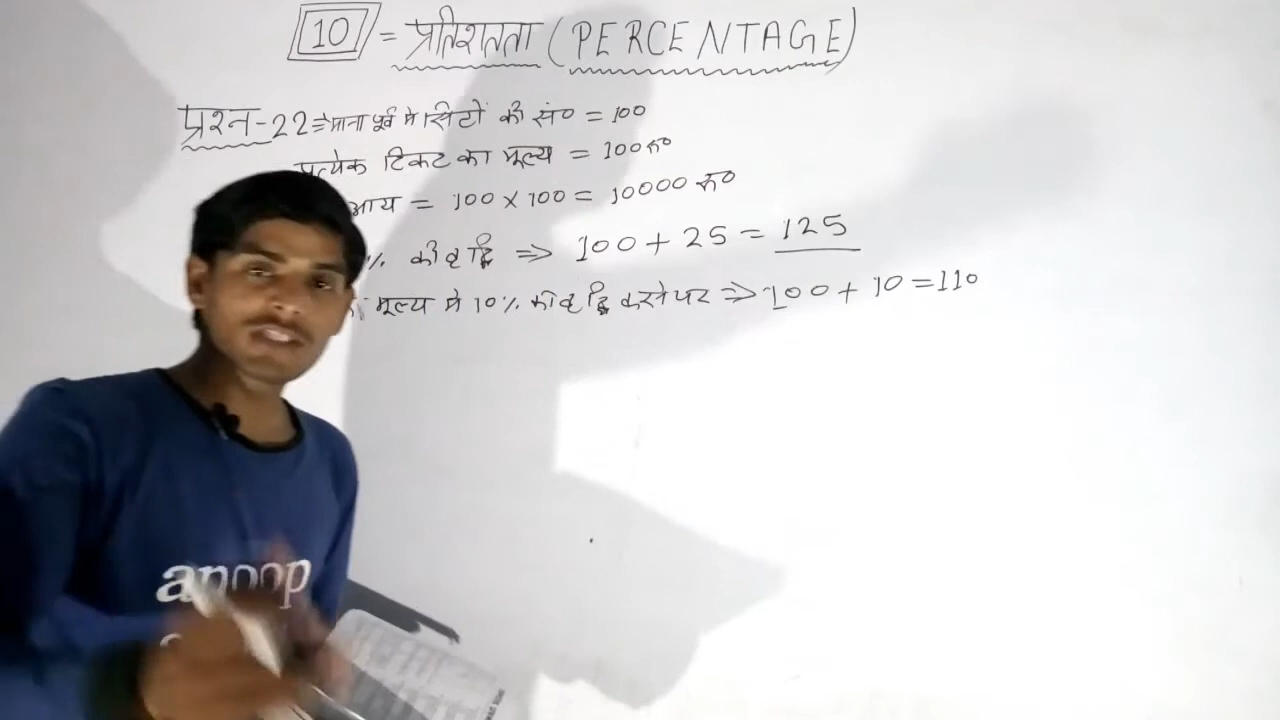 10 = प्रतिशतता (PERCENTAGE)
प्रश्न-22⇒ माना पूर्व मे सिटों की सं० = 100
प्रत्येक टिकट का मूल्य = 100 रू०
आय = 100 × 100 = 10000 रू०
% की वृद्धि ⇒ 100 + 25 = 125
मूल्य मे 10% की वृद्धि करने पर ⇒ 100 + 10 = 110
anoop